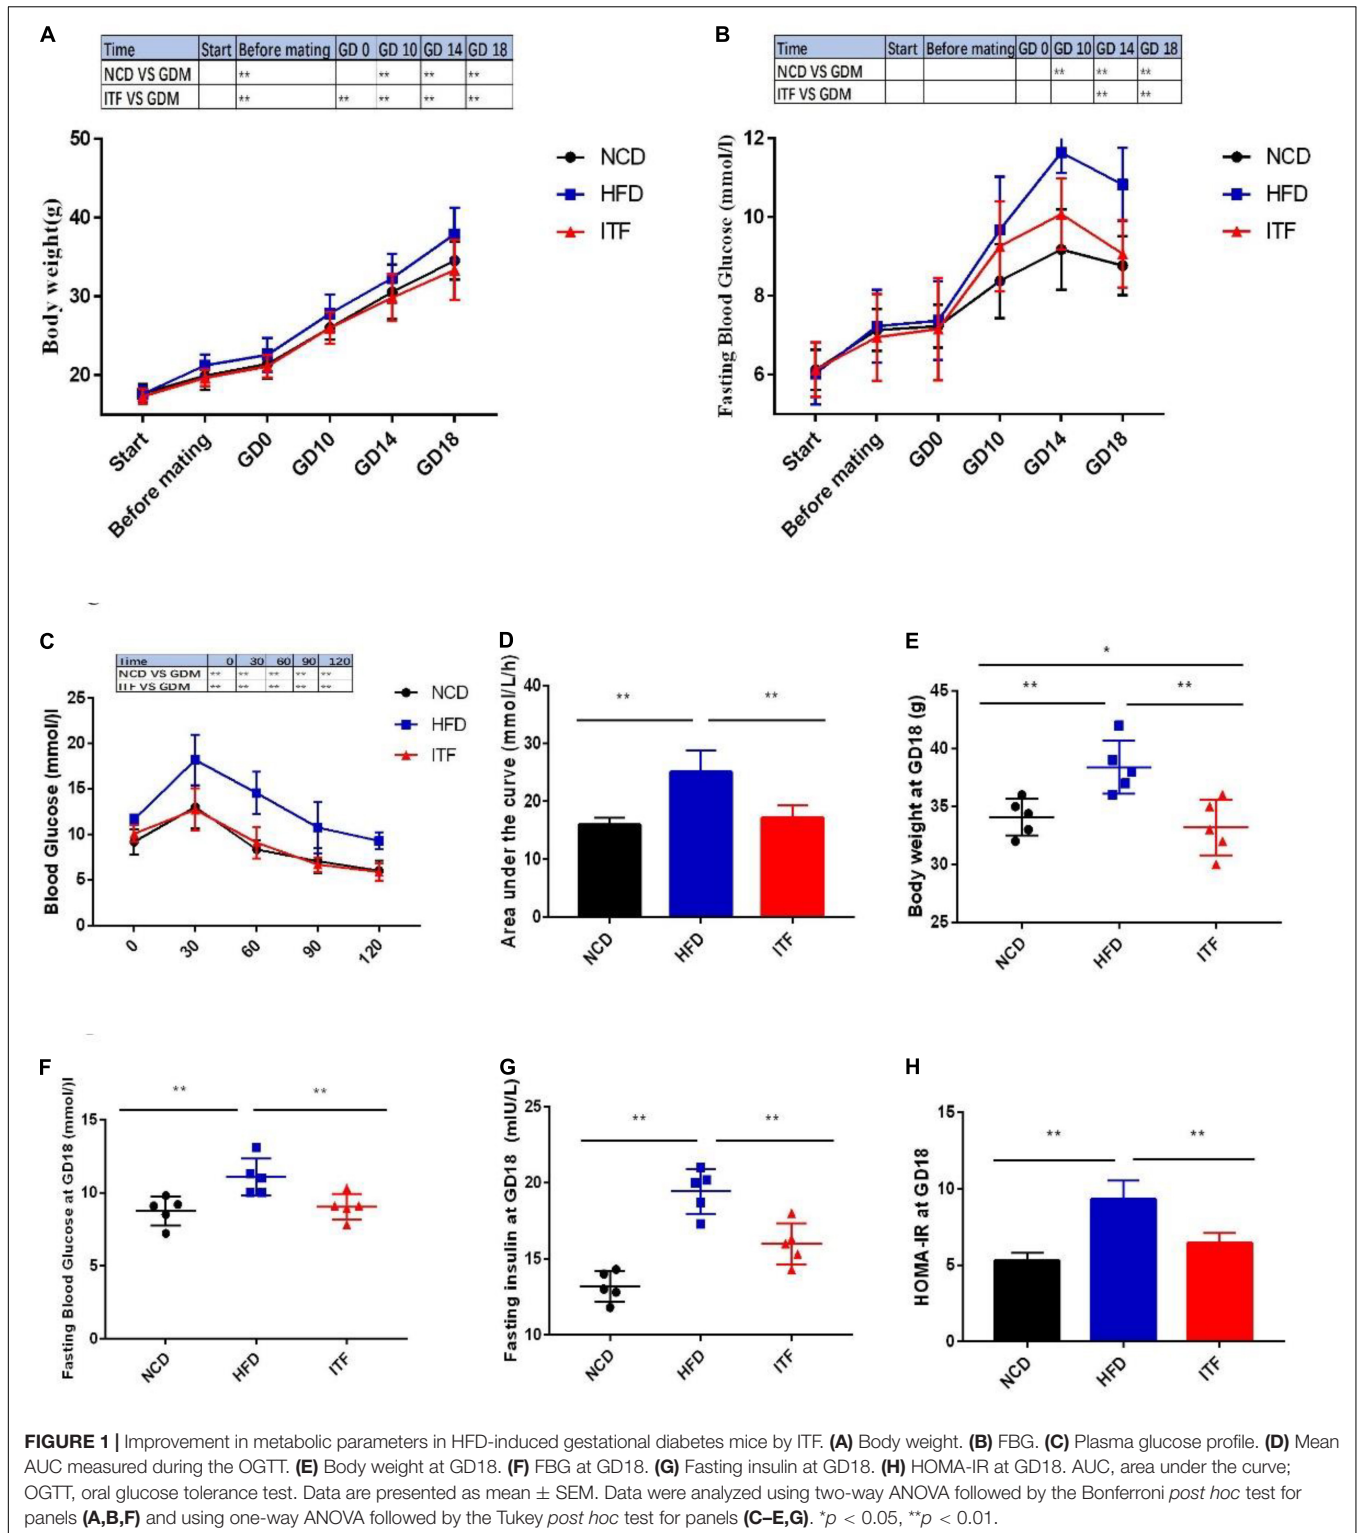 A
Time Start Before mating GD 0 GD 10 GD 14 GD 18
NCD VS GDM ** ** ** **
ITF VS GDM ** ** ** ** **
50
40
30
20
Body weight(g)
Start
Before mating
GD0
GD10
GD14
GD18
NCD
HFD
ITF
B
Time Start Before mating GD 0 GD 10 GD 14 GD 18
NCD VS GDM ** ** **
ITF VS GDM ** **
12
10
8
6
Fasting Blood Glucose (mmol/l)
Start
Before mating
GD0
GD10
GD14
GD18
NCD
HFD
ITF
C
Time 0 30 60 90 120
NCD VS GDM ** ** ** ** **
ITF VS GDM ** ** ** ** **
25
20
15
10
5
0
Blood Glucose (mmol/)l
0
30
60
90
120
NCD
HFD
ITF
D
** **
40
30
20
10
0
Area under the curve (mmol/L/h)
NCD
HFD
ITF
E
*
** **
45
40
35
30
25
Body weight at GD18 (g)
NCD
HFD
ITF
F
** **
15
10
5
0
Fasting Blood Glucose at GD18 (mmol/)l
NCD
HFD
ITF
G
** **
25
20
15
10
Fasting insulin at GD18 (mIU/L)
NCD
HFD
ITF
H
** **
15
10
5
0
HOMA-IR at GD18
NCD
HFD
ITF
FIGURE 1 | Improvement in metabolic parameters in HFD-induced gestational diabetes mice by ITF. (A) Body weight. (B) FBG. (C) Plasma glucose profile. (D) Mean
AUC measured during the OGTT. (E) Body weight at GD18. (F) FBG at GD18. (G) Fasting insulin at GD18. (H) HOMA-IR at GD18. AUC, area under the curve;
OGTT, oral glucose tolerance test. Data are presented as mean ± SEM. Data were analyzed using two-way ANOVA followed by the Bonferroni post hoc test for
panels (A,B,F) and using one-way ANOVA followed by the Tukey post hoc test for panels (C–E,G). *p < 0.05, **p < 0.01.